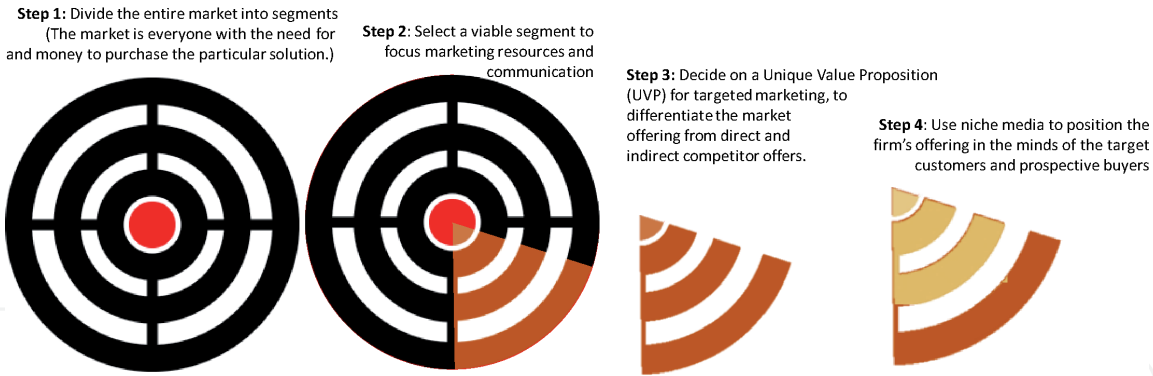 Step 1: Divide the entire market into segments
(The market is everyone with the need for
and money to purchase the particular solution.)
Step 2: Select a viable segment to
focus marketing resources and
communication
Step 3: Decide on a Unique Value Proposition
(UVP) for targeted marketing, to
differentiate the market
offering from direct and
indirect competitor offers.
Step 4: Use niche media to position the
firm's offering in the minds of the target
customers and prospective buyers